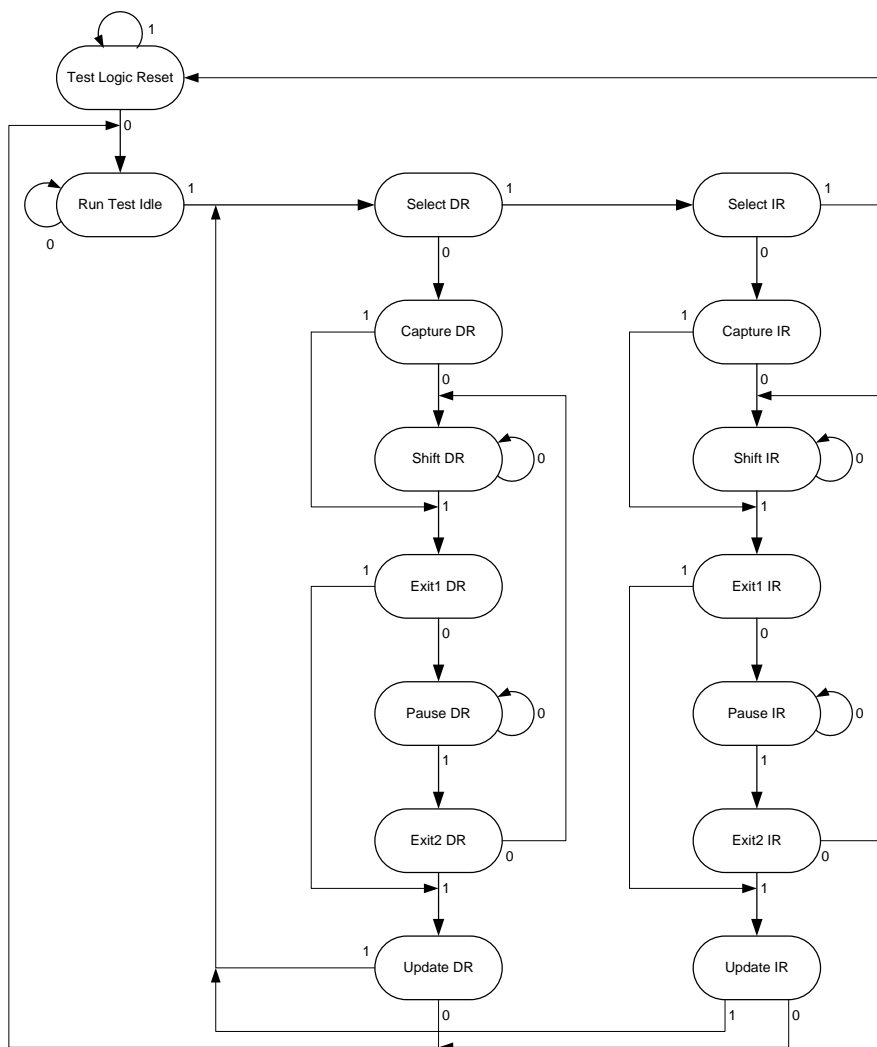 1
Test Logic Reset
0
Run Test Idle
1
0
Select DR
1
Select IR
1
0
0
1
Capture DR
1
Capture IR
0
0
Shift DR
0
Shift IR
0
1
1
1
Exit1 DR
1
Exit1 IR
0
0
Pause DR
0
Pause IR
0
1
1
Exit2 DR
0
Exit2 IR
0
1
1
1
Update DR
Update IR
0
1
0